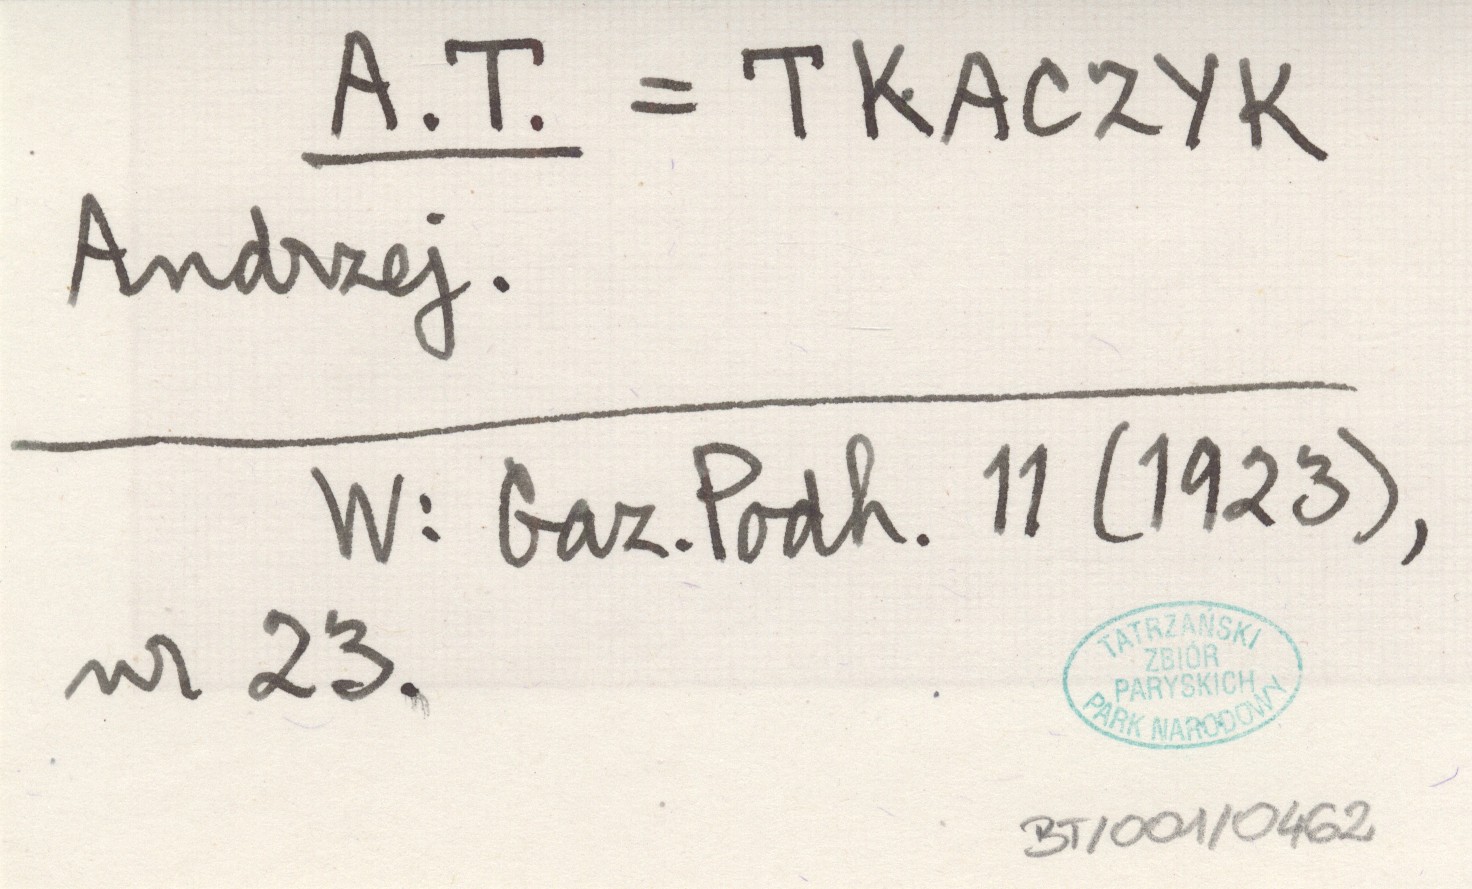 A.T. = TKACZYK
Andrzej.
W: Gaz. Podh. 11 (1923),
nr 23.
TATRZAŃSKI
ZBIÓR
PARYSKICH
PARK NARODOWY
BT/001/0462